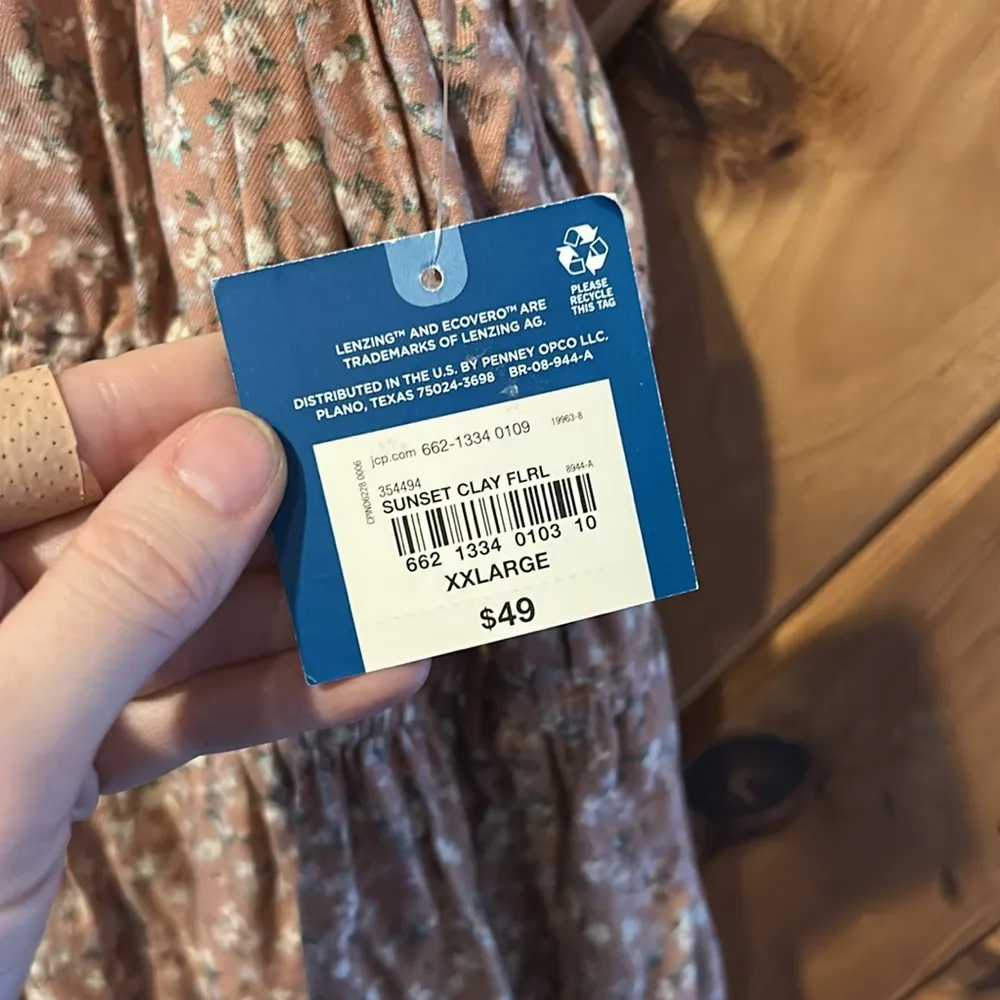 PLEASE
RECYCLE
THIS TAG
LENZING™ AND ECOVERO™ ARE
TRADEMARKS OF LENZING AG.
DISTRIBUTED IN THE U.S. BY PENNEY OPCO LLC.
PLANO, TEXAS 75024-3698 BR-08-944-A
jcp.com 662-1334 0109 19963-8
CPIND6228 0006
354494 8944-A
SUNSET CLAY FLRL
662 1334 0103 10
XXLARGE
$49